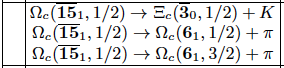 Ω_c(\overline{𝟏𝟓}_1, 1/2) → Ξ_c(\overline{𝟑}_0, 1/2) + K
Ω_c(\overline{𝟏𝟓}_1, 1/2) → Ω_c(𝟔_1, 1/2) + π
Ω_c(\overline{𝟏𝟓}_1, 1/2) → Ω_c(𝟔_1, 3/2) + π